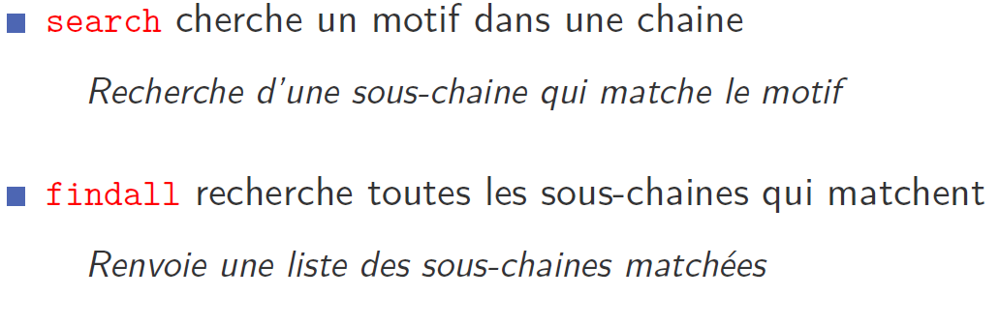 search cherche un motif dans une chaine
Recherche d'une sous-chaine qui matche le motif
findall recherche toutes les sous-chaines qui matchent
Renvoie une liste des sous-chaines matchées